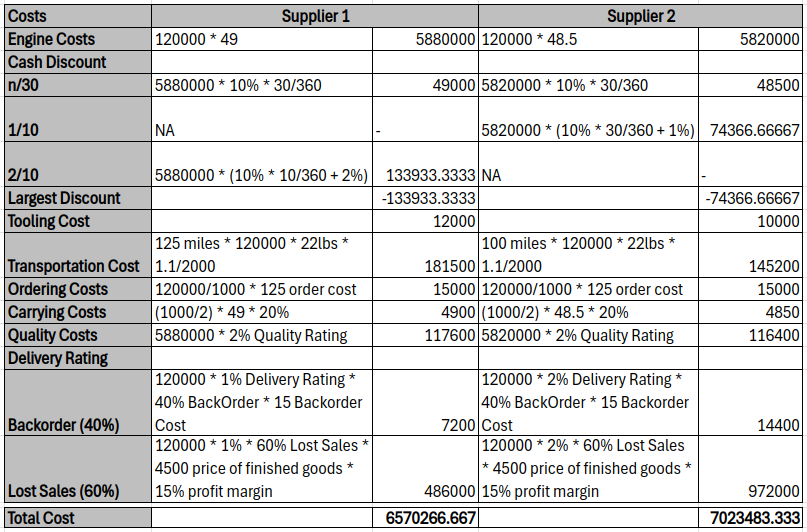 Costs Supplier 1 Supplier 2
Engine Costs 120000 * 49 5880000 120000 * 48.5 5820000
Cash Discount
n/30 5880000 * 10% * 30/360 49000 5820000 * 10% * 30/360 48500
1/10 NA - 5820000 * (10% * 30/360 + 1%) 74366.66667
2/10 5880000 * (10% * 10/360 + 2%) 133933.3333 NA -
Largest Discount -133933.3333 -74366.66667
Tooling Cost 12000 10000
125 miles * 120000 * 22lbs * 100 miles * 120000 * 22lbs *
Transportation Cost 1.1/2000 181500 1.1/2000 145200
Ordering Costs 120000/1000 * 125 order cost 15000 120000/1000 * 125 order cost 15000
Carrying Costs (1000/2) * 49 * 20% 4900 (1000/2) * 48.5 * 20% 4850
Quality Costs 5880000 * 2% Quality Rating 117600 5820000 * 2% Quality Rating 116400
Delivery Rating
120000 * 1% Delivery Rating * 120000 * 2% Delivery Rating *
40% BackOrder * 15 Backorder 40% BackOrder * 15 Backorder
Backorder (40%) Cost 7200 Cost 14400
120000 * 1% * 60% Lost Sales * 120000 * 2% * 60% Lost Sales
4500 price of finished goods * * 4500 price of finished goods *
Lost Sales (60%) 15% profit margin 486000 15% profit margin 972000
Total Cost 6570266.667 7023483.333